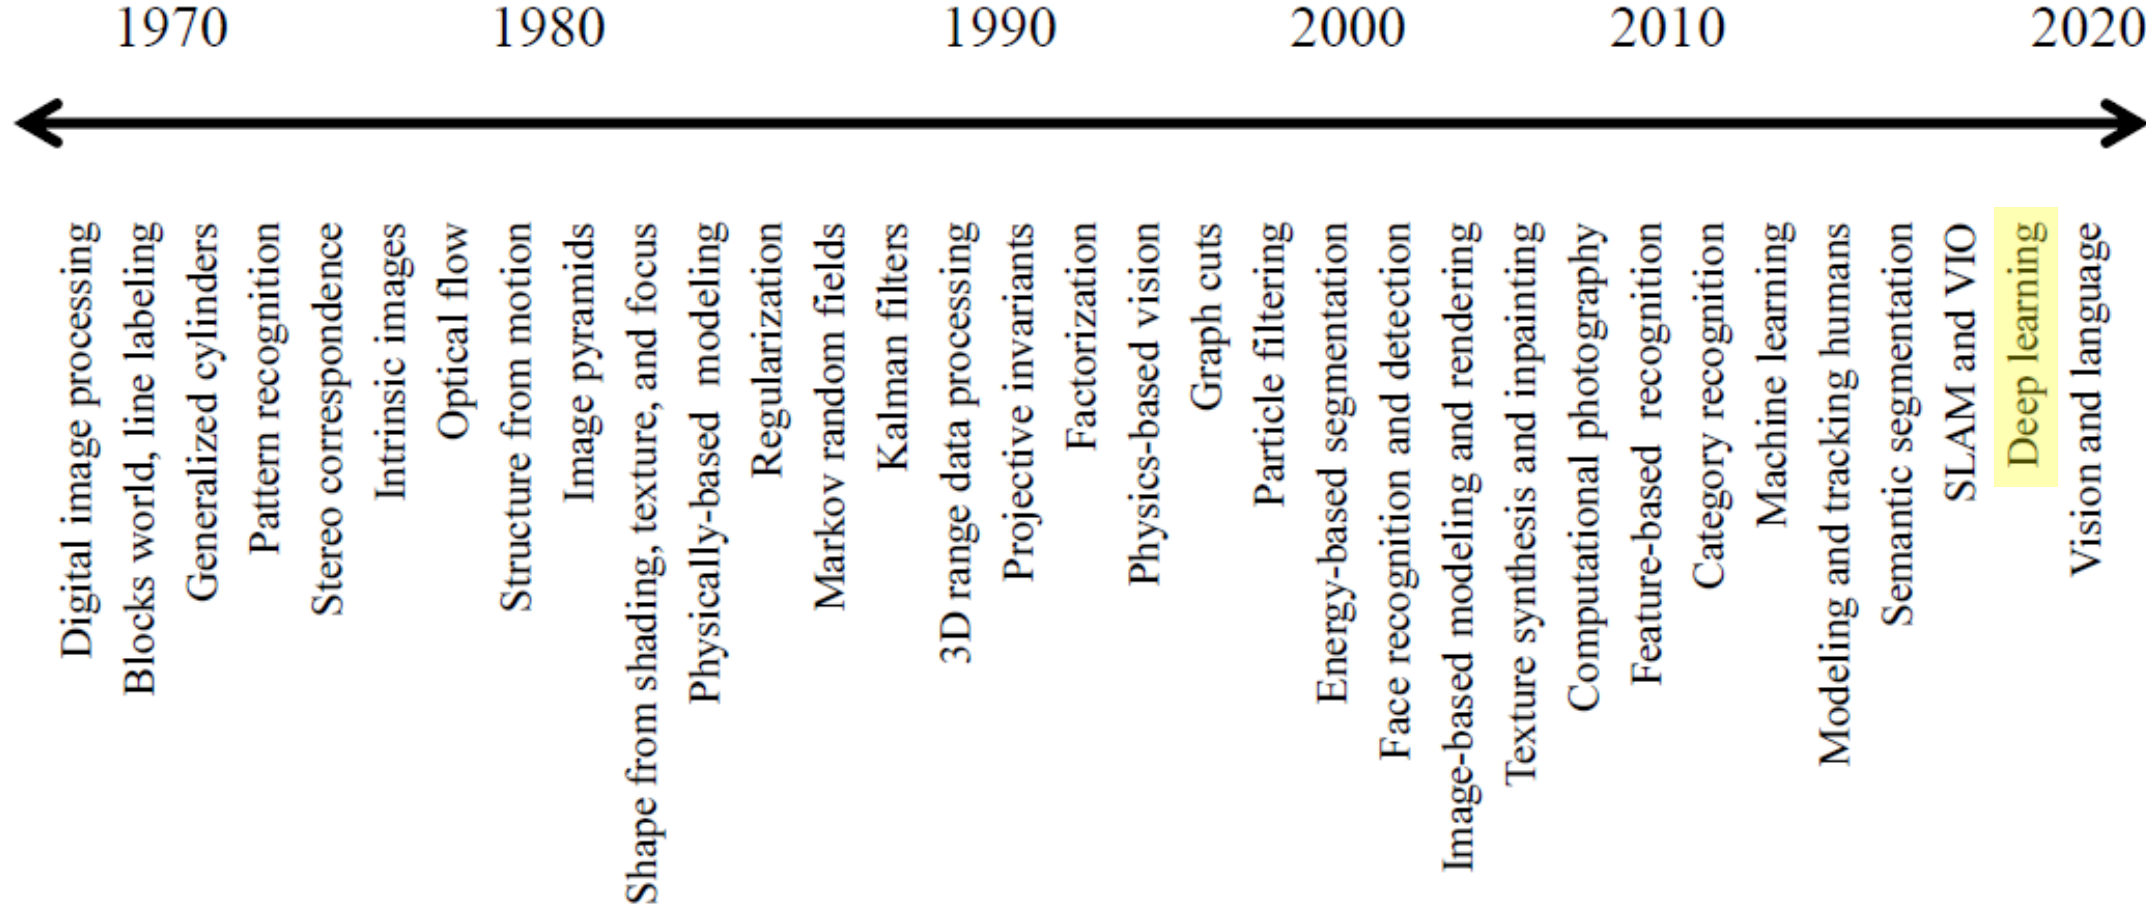 1970
1980
1990
2000
2010
2020
Digital image processing
Blocks world, line labeling
Generalized cylinders
Pattern recognition
Stereo correspondence
Intrinsic images
Optical flow
Structure from motion
Image pyramids
Shape from shading, texture, and focus
Physically-based modeling
Regularization
Markov random fields
Kalman filters
3D range data processing
Projective invariants
Factorization
Physics-based vision
Graph cuts
Particle filtering
Energy-based segmentation
Face recognition and detection
Image-based modeling and rendering
Texture synthesis and inpainting
Computational photography
Feature-based recognition
Category recognition
Machine learning
Modeling and tracking humans
Semantic segmentation
SLAM and VIO
Deep learning
Vision and language